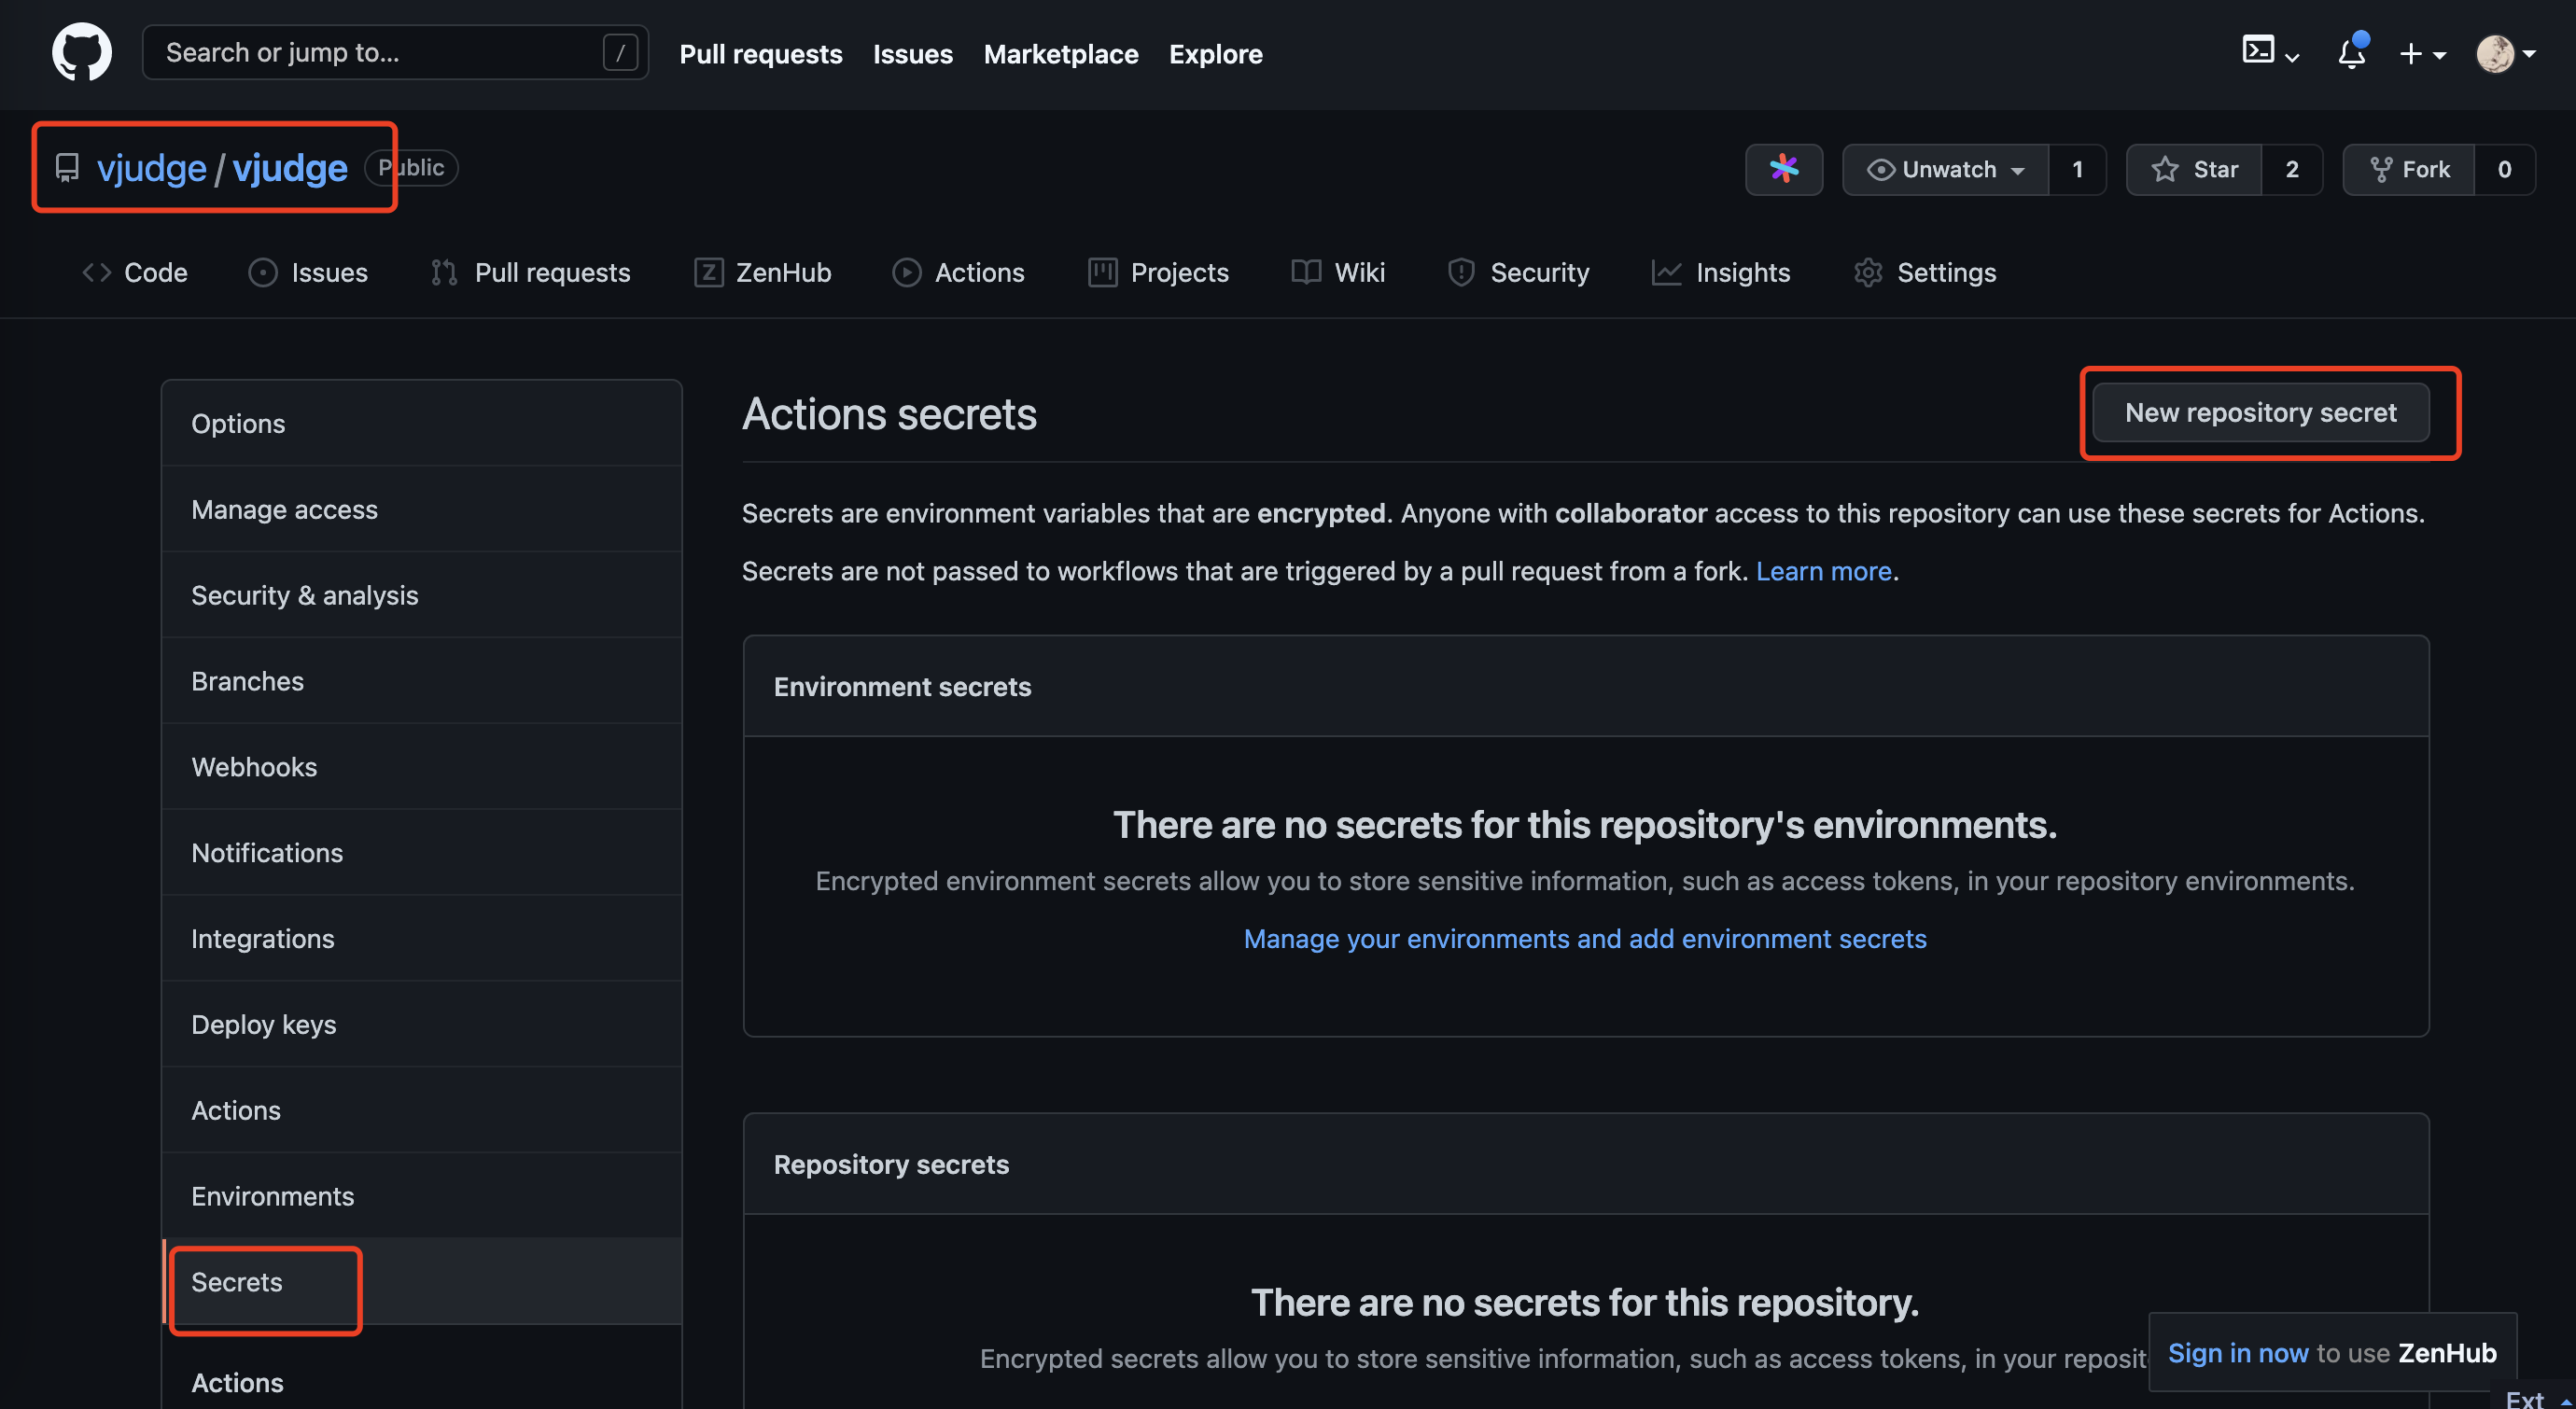 Search or jump to... /
Pull requests Issues Marketplace Explore
vjudge / vjudge Public
Unwatch 1 Star 2 Fork 0
Code Issues Pull requests ZenHub Actions Projects Wiki Security Insights Settings
Options
Manage access
Security & analysis
Branches
Webhooks
Notifications
Integrations
Deploy keys
Actions
Environments
Secrets
Actions
Actions secrets
New repository secret
Secrets are environment variables that are encrypted. Anyone with collaborator access to this repository can use these secrets for Actions.
Secrets are not passed to workflows that are triggered by a pull request from a fork. Learn more.
Environment secrets
There are no secrets for this repository's environments.
Encrypted environment secrets allow you to store sensitive information, such as access tokens, in your repository environments.
Manage your environments and add environment secrets
Repository secrets
There are no secrets for this repository.
Encrypted secrets allow you to store sensitive information, such as access tokens, in your
Sign in now to use ZenHub
Ext